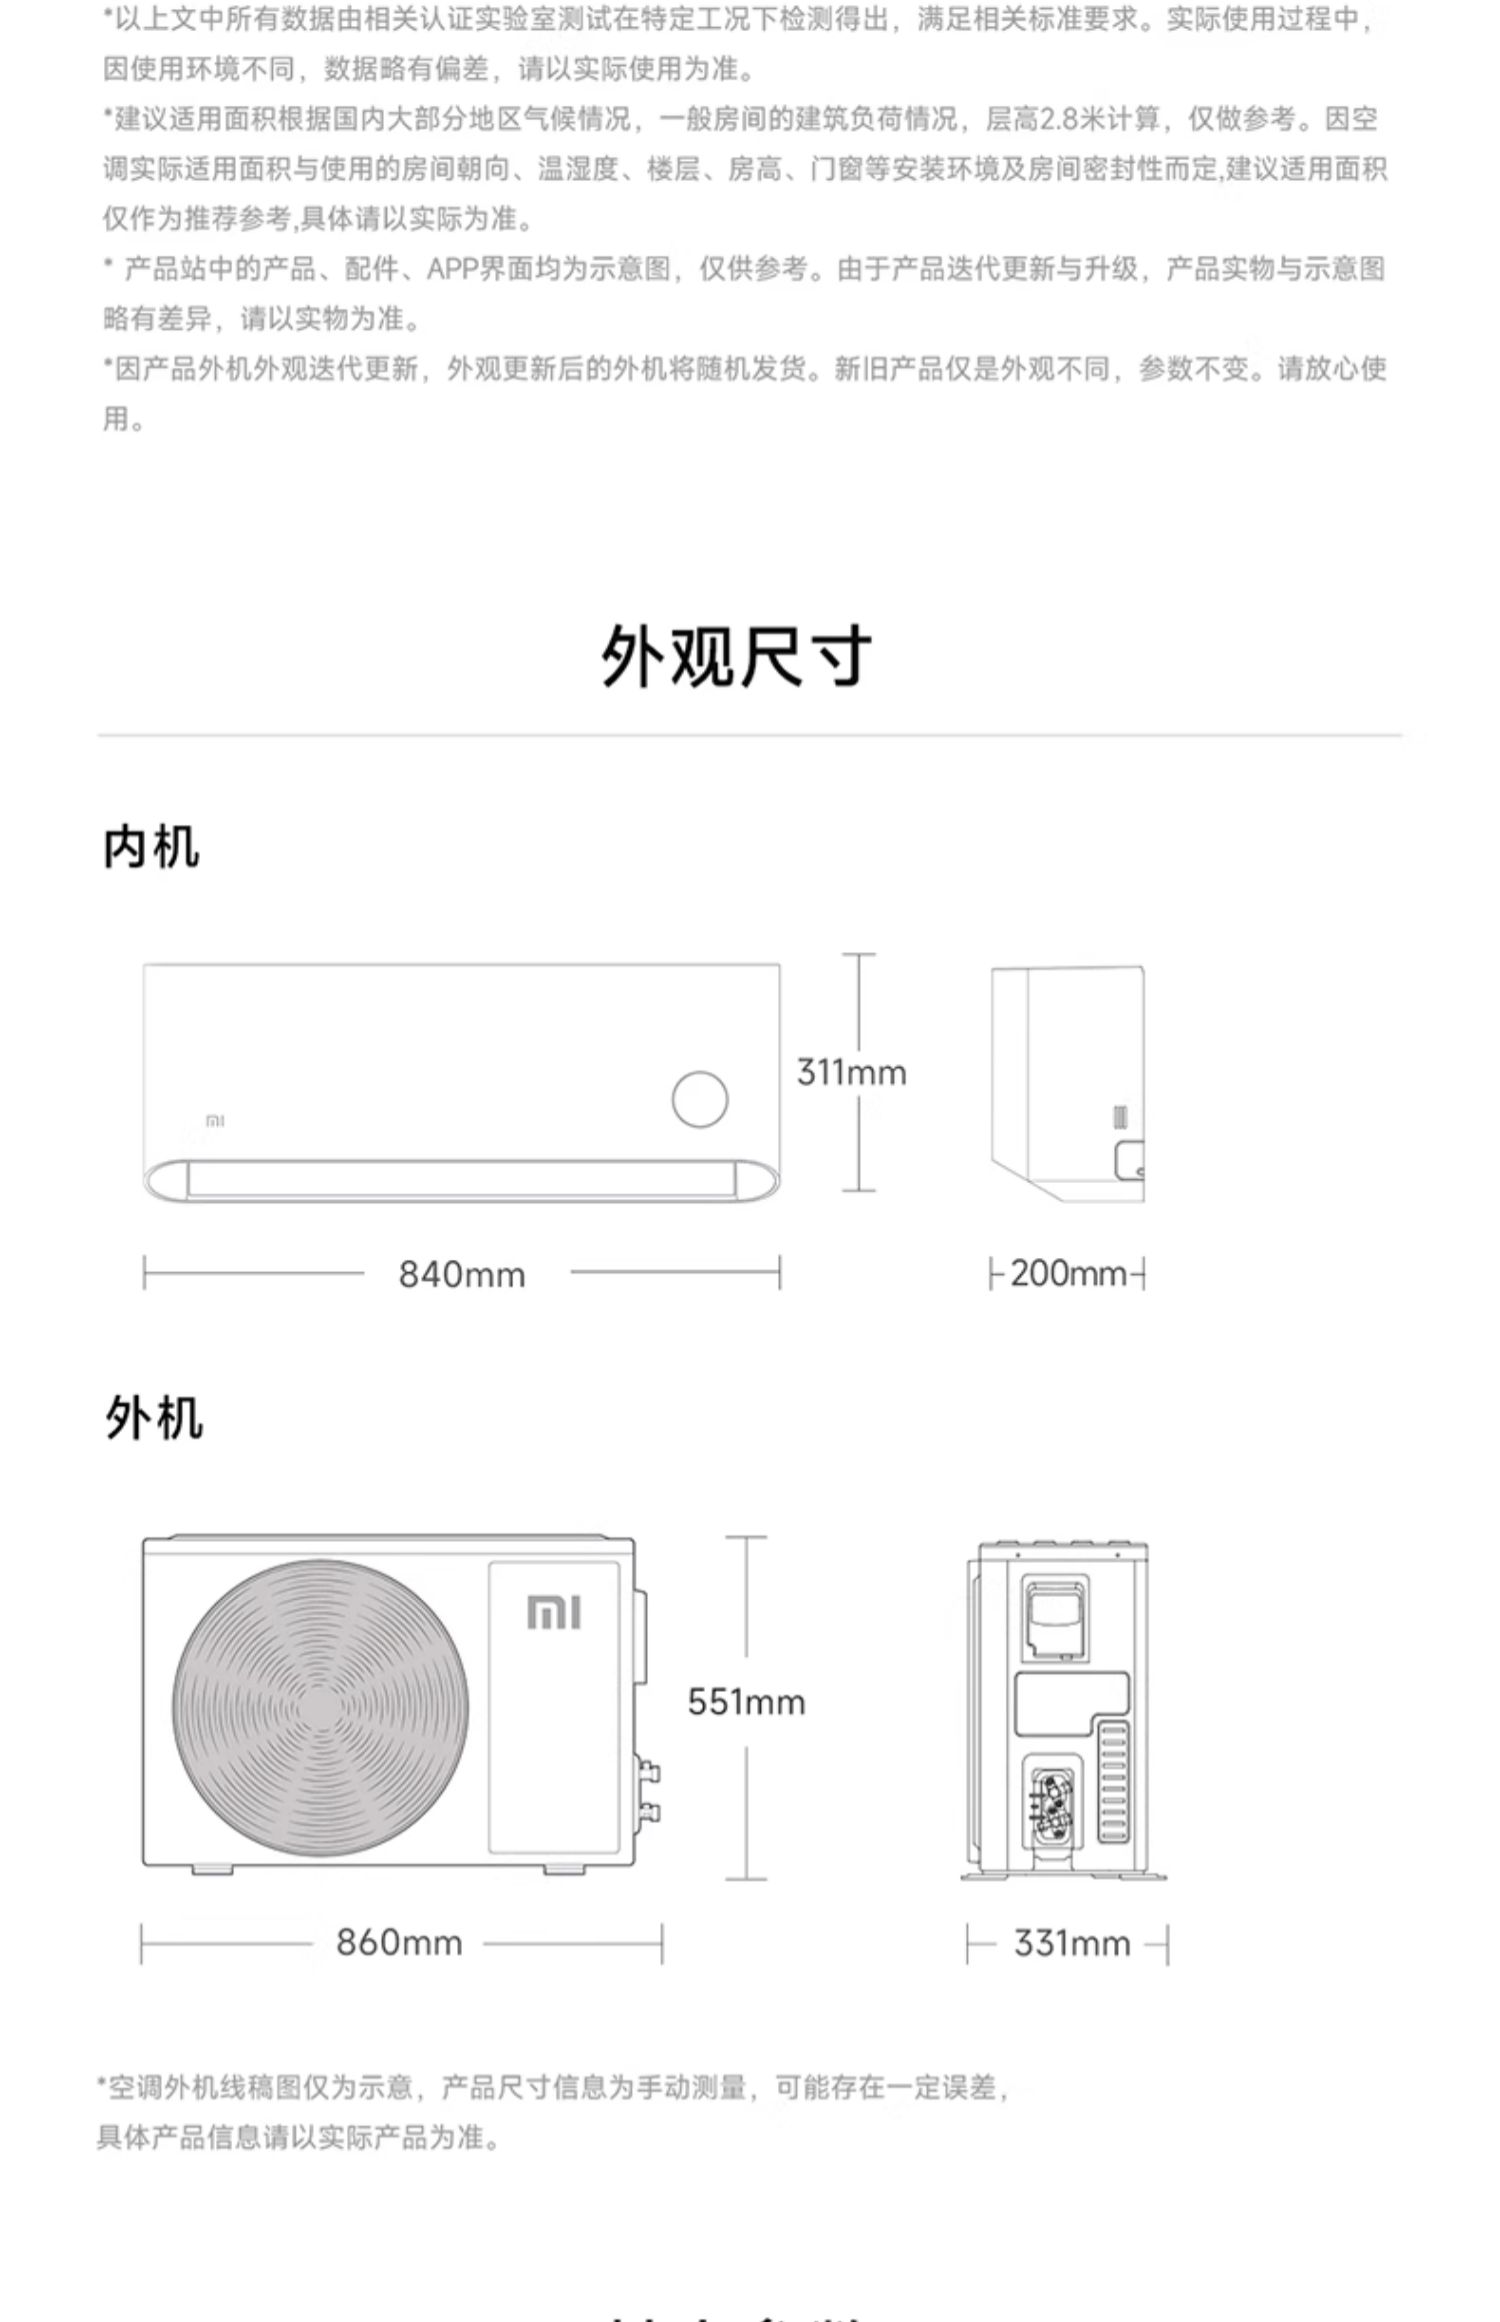 *以上文中所有数据由相关认证实验室测试在特定工况下检测得出，满足相关标准要求。实际使用过程中，
因使用环境不同，数据略有偏差，请以实际使用为准。
*建议适用面积根据国内大部分地区气候情况，一般房间的建筑负荷情况，层高2.8米计算，仅做参考。因空
调实际适用面积与使用的房间朝向、温湿度、楼层、房高、门窗等安装环境及房间密封性而定,建议适用面积
仅作为推荐参考,具体请以实际为准。
* 产品站中的产品、配件、APP界面均为示意图，仅供参考。由于产品迭代更新与升级，产品实物与示意图
略有差异，请以实物为准。
*因产品外机外观迭代更新，外观更新后的外机将随机发货。新旧产品仅是外观不同，参数不变。请放心使
用。
外观尺寸
内机
311mm
mi
840mm
200mm
外机
mi
551mm
860mm
331mm
*空调外机线稿图仅为示意，产品尺寸信息为手动测量，可能存在一定误差，
具体产品信息请以实际产品为准。